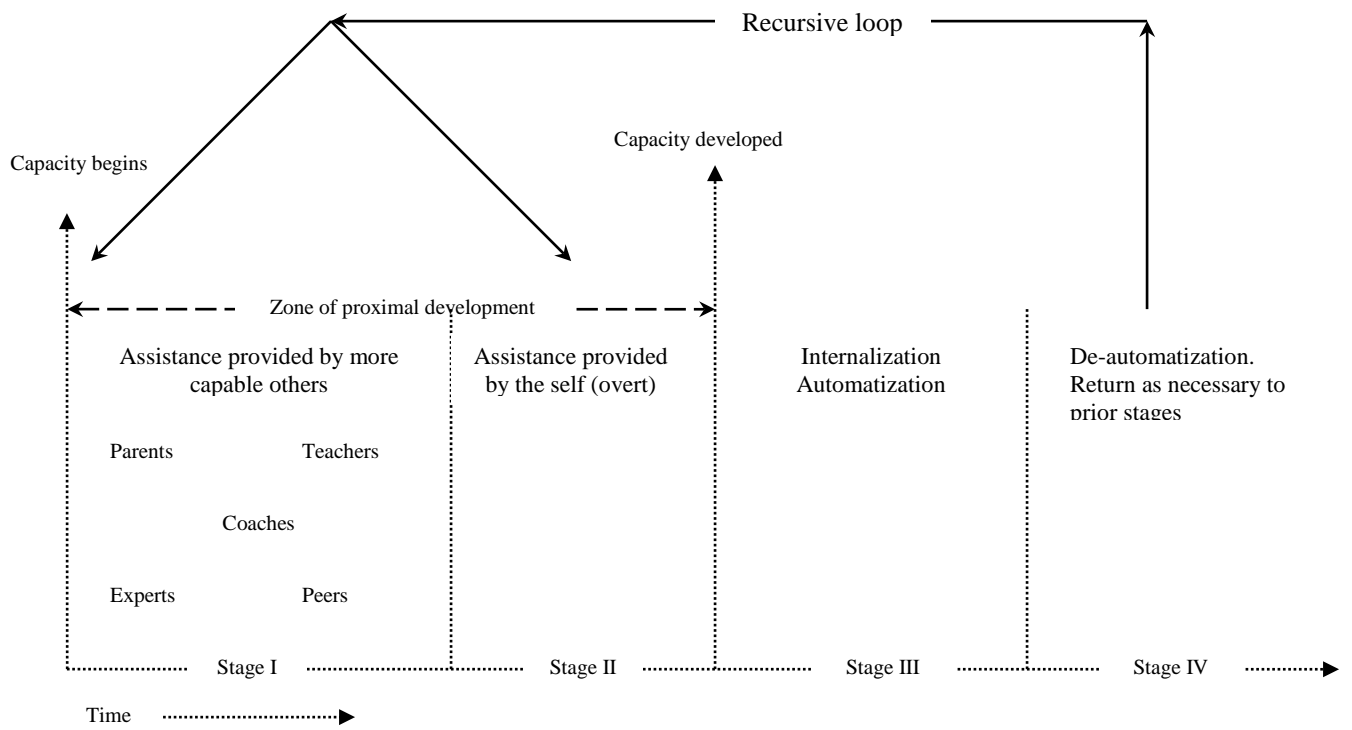 Recursive loop
Capacity developed
Capacity begins
Zone of proximal development
Assistance provided by more
capable others
Assistance provided
by the self (overt)
Internalization
Automatization
De-automatization.
Return as necessary to
prior stages
Parents
Teachers
Coaches
Experts
Peers
Stage I
Stage II
Stage III
Stage IV
Time